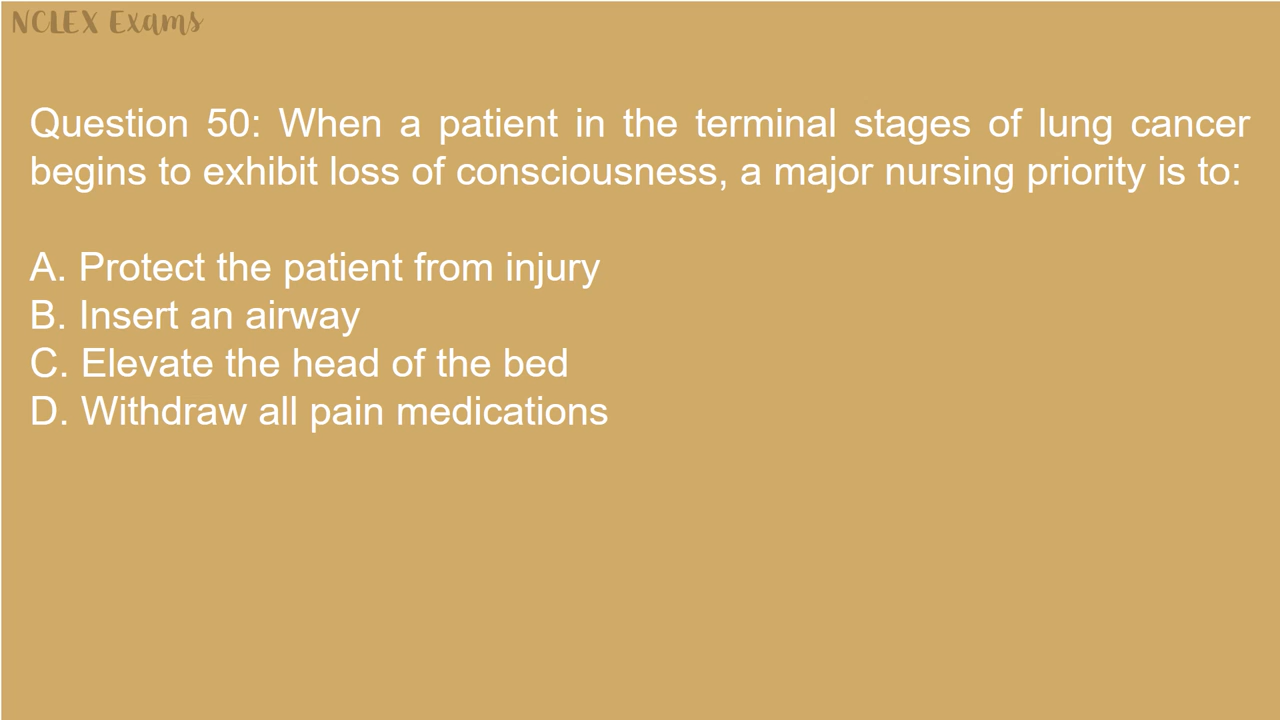 NCLEX Exams
Question 50: When a patient in the terminal stages of lung cancer
begins to exhibit loss of consciousness, a major nursing priority is to:
A. Protect the patient from injury
B. Insert an airway
C. Elevate the head of the bed
D. Withdraw all pain medications